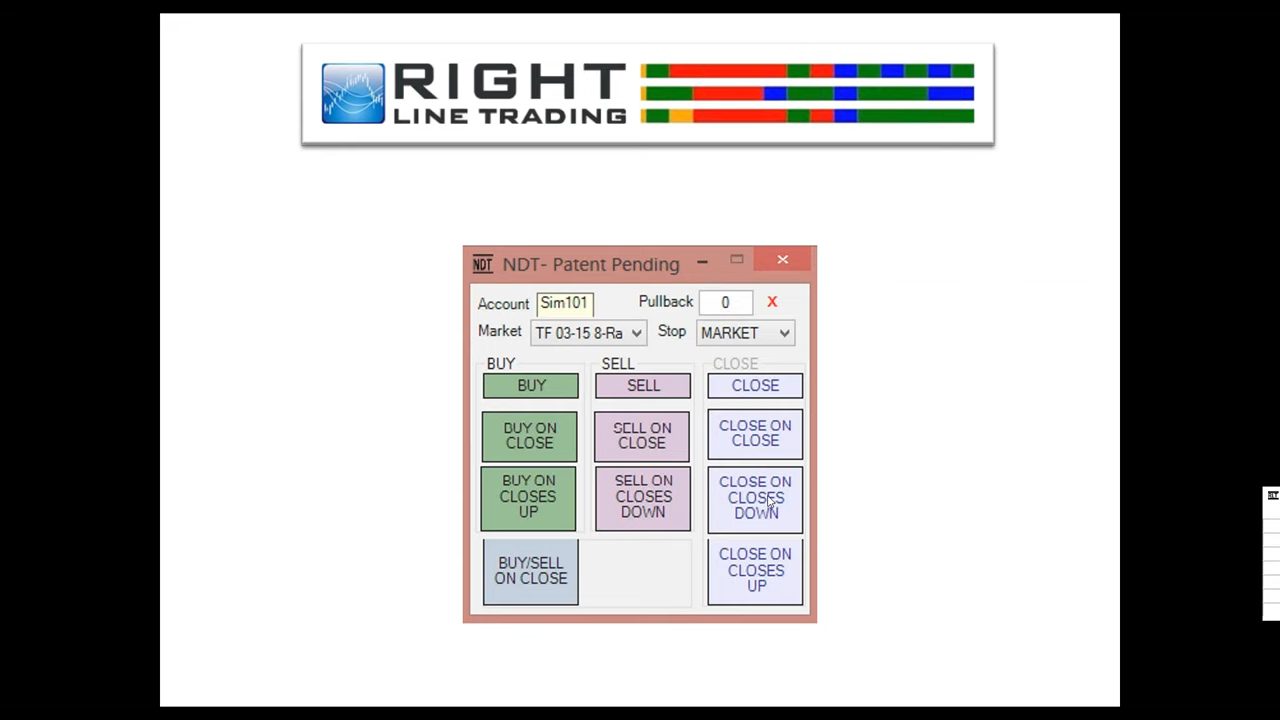 RIGHT
LINE TRADING
NDT
NDT- Patent Pending
Account Sim101 Pullback 0 X
Market TF 03-15 8-Ra Stop MARKET
BUY SELL CLOSE
BUY SELL CLOSE
BUY ON
CLOSE
SELL ON
CLOSE
CLOSE ON
CLOSE
BUY ON
CLOSES
UP
SELL ON
CLOSES
DOWN
CLOSE ON
CLOSES
DOWN
BUY/SELL
ON CLOSE
CLOSE ON
CLOSES
UP